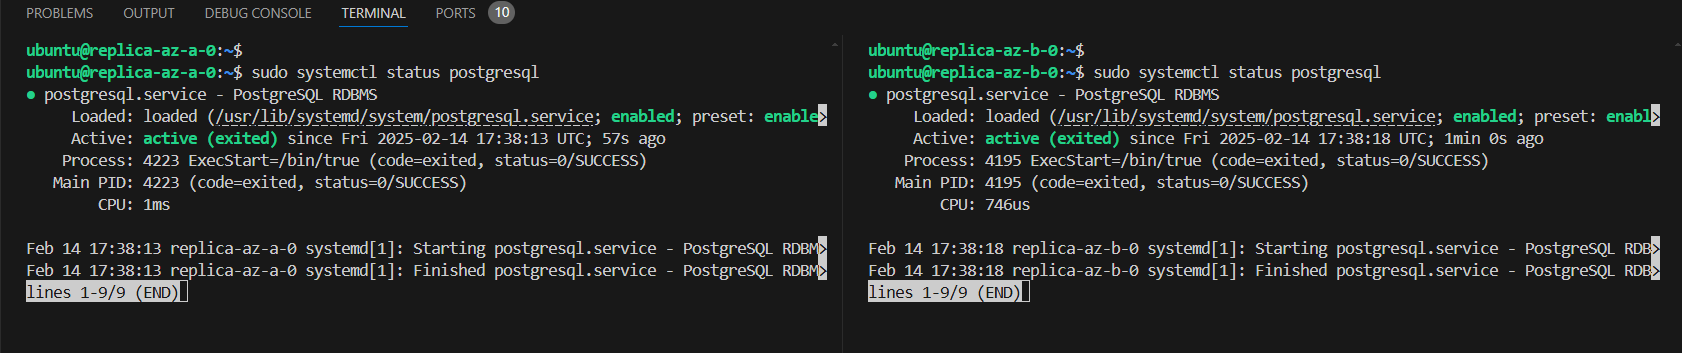 PROBLEMS OUTPUT DEBUG CONSOLE TERMINAL PORTS 10
ubuntu@replica-az-a-0:~$
ubuntu@replica-az-a-0:~$ sudo systemctl status postgresql
● postgresql.service - PostgreSQL RDBMS
Loaded: loaded (/usr/lib/systemd/system/postgresql.service; enabled; preset: enable>
Active: active (exited) since Fri 2025-02-14 17:38:13 UTC; 57s ago
Process: 4223 ExecStart=/bin/true (code=exited, status=0/SUCCESS)
Main PID: 4223 (code=exited, status=0/SUCCESS)
CPU: 1ms
Feb 14 17:38:13 replica-az-a-0 systemd[1]: Starting postgresql.service - PostgreSQL RDBM>
Feb 14 17:38:13 replica-az-a-0 systemd[1]: Finished postgresql.service - PostgreSQL RDBM>
lines 1-9/9 (END)
ubuntu@replica-az-b-0:~$
ubuntu@replica-az-b-0:~$ sudo systemctl status postgresql
● postgresql.service - PostgreSQL RDBMS
Loaded: loaded (/usr/lib/systemd/system/postgresql.service; enabled; preset: enabl>
Active: active (exited) since Fri 2025-02-14 17:38:18 UTC; 1min 0s ago
Process: 4195 ExecStart=/bin/true (code=exited, status=0/SUCCESS)
Main PID: 4195 (code=exited, status=0/SUCCESS)
CPU: 746us
Feb 14 17:38:18 replica-az-b-0 systemd[1]: Starting postgresql.service - PostgreSQL RDB>
Feb 14 17:38:18 replica-az-b-0 systemd[1]: Finished postgresql.service - PostgreSQL RDB>
lines 1-9/9 (END)